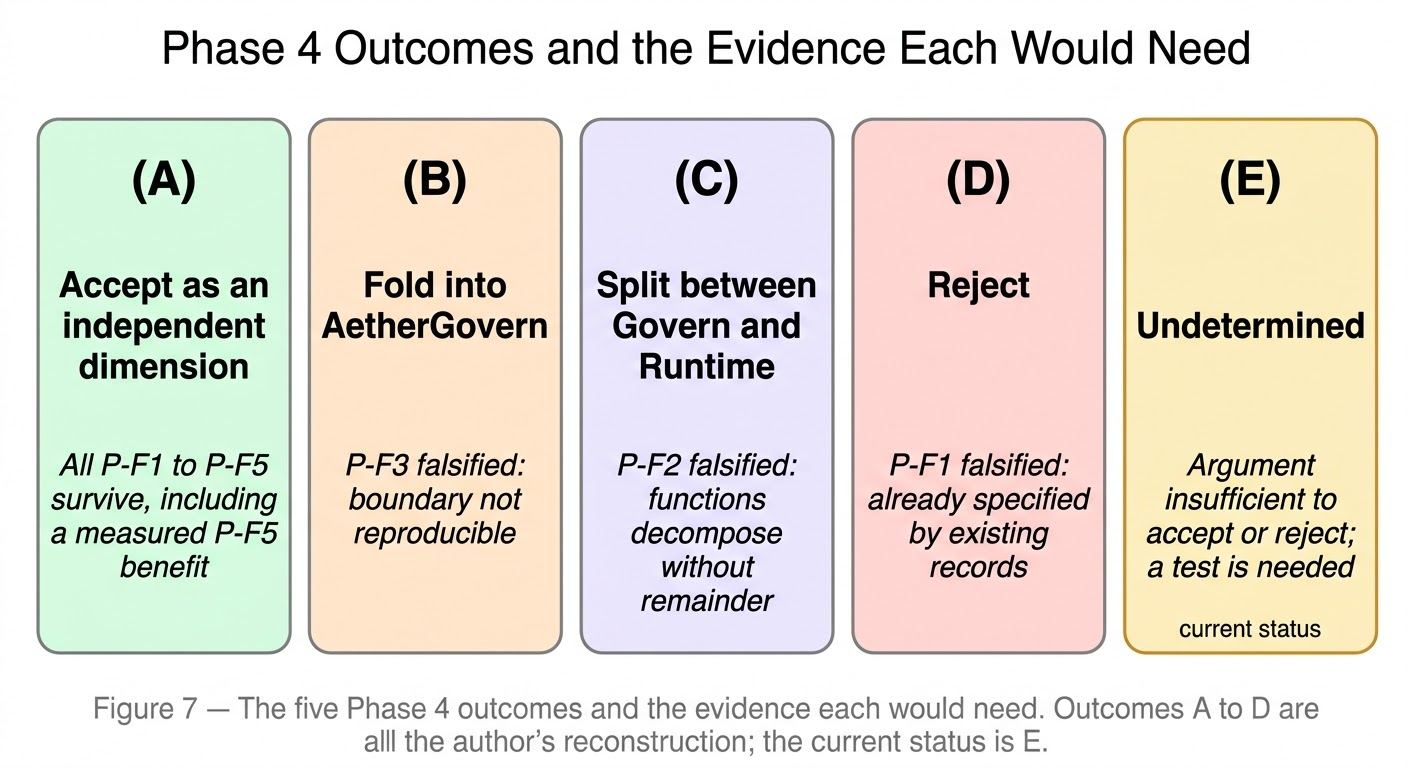 Phase 4 Outcomes and the Evidence Each Would Need
(A)
Accept as an
independent
dimension
All P-F1 to P-F5
survive, including
a measured P-F5
benefit
(B)
Fold into
AetherGovern
P-F3 falsified:
boundary not
reproducible
(C)
Split between
Govern and
Runtime
P-F2 falsified:
functions
decompose
without
remainder
(D)
Reject
P-F1 falsified:
already specified
by existing
records
(E)
Undetermined
Argument
insufficient to
accept or reject;
a test is needed
current status
Figure 7 — The five Phase 4 outcomes and the evidence each would need. Outcomes A to D are
alll the author's reconstruction; the current status is E.